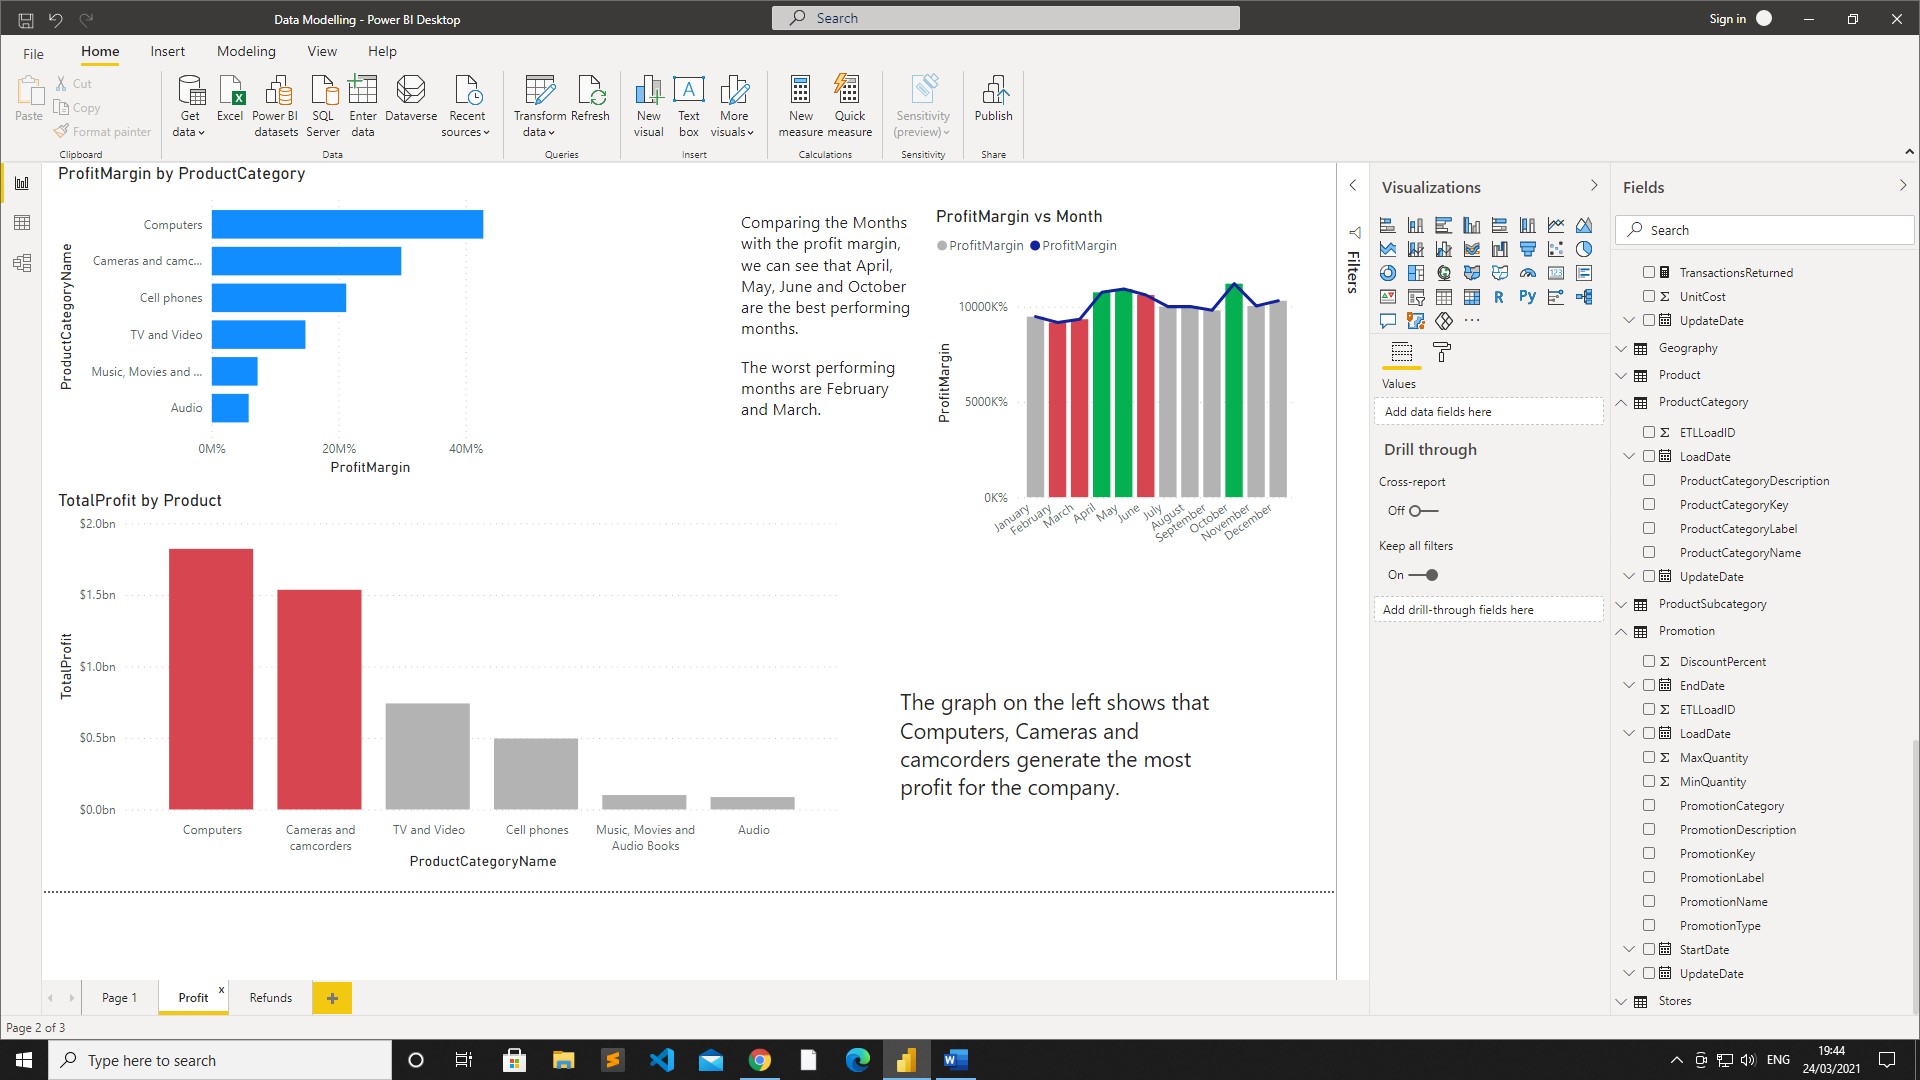 Data Modelling - Power BI Desktop
Search
Sign in
File
Home
Insert
Modeling
View
Help
Paste
Cut
Copy
Format painter
Clipboard
Get data
Excel
Power BI datasets
SQL Server
Enter data
Dataverse
Recent sources
Data
Transform data
Refresh
Queries
New visual
Text box
More visuals
Insert
New measure
Quick measure
Calculations
Sensitivity (preview)
Sensitivity
Publish
Share
ProfitMargin by ProductCategory
ProductCategoryName
Computers
Cameras and camc...
Cell phones
TV and Video
Music, Movies and ...
Audio
0M%
20M%
40M%
ProfitMargin
Comparing the Months
with the profit margin,
we can see that April,
May, June and October
are the best performing
months.
The worst performing
months are February
and March.
ProfitMargin vs Month
ProfitMargin
ProfitMargin
ProfitMargin
10000K%
5000K%
0K%
January
February
March
April
May
June
July
August
September
October
November
December
TotalProfit by Product
TotalProfit
$2.0bn
$1.5bn
$1.0bn
$0.5bn
$0.0bn
Computers
Cameras and
camcorders
TV and Video
Cell phones
Music, Movies and
Audio Books
Audio
ProductCategoryName
The graph on the left shows that
Computers, Cameras and
camcorders generate the most
profit for the company.
Filters
Visualizations
R
Py
123
Values
Add data fields here
Drill through
Cross-report
Off
Keep all filters
On
Add drill-through fields here
Fields
Search
TransactionsReturned
Σ UnitCost
UpdateDate
Geography
Product
ProductCategory
Σ ETLLoadID
LoadDate
ProductCategoryDescription
ProductCategoryKey
ProductCategoryLabel
ProductCategoryName
UpdateDate
ProductSubcategory
Promotion
Σ DiscountPercent
EndDate
Σ ETLLoadID
LoadDate
Σ MaxQuantity
Σ MinQuantity
PromotionCategory
PromotionDescription
PromotionKey
PromotionLabel
PromotionName
PromotionType
StartDate
UpdateDate
Stores
Page 1
Profit
x
Refunds
+
Page 2 of 3
Type here to search
ENG
19:44
24/03/2021